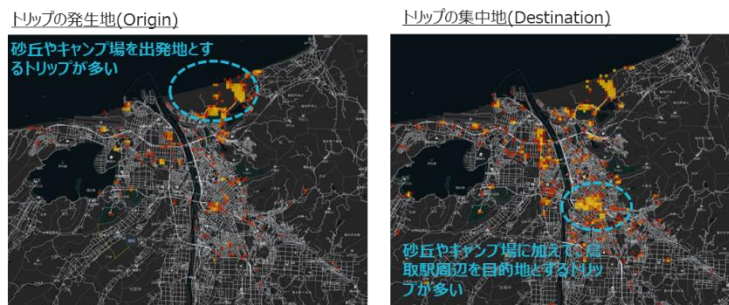 トリップの発生地(Origin)
砂丘やキャンプ場を出発地とす
るトリップが多い
トリップの集中地(Destination)
砂丘やキャンプ場に加えて、鳥
取駅周辺を目的地とするトリッ
プが多い